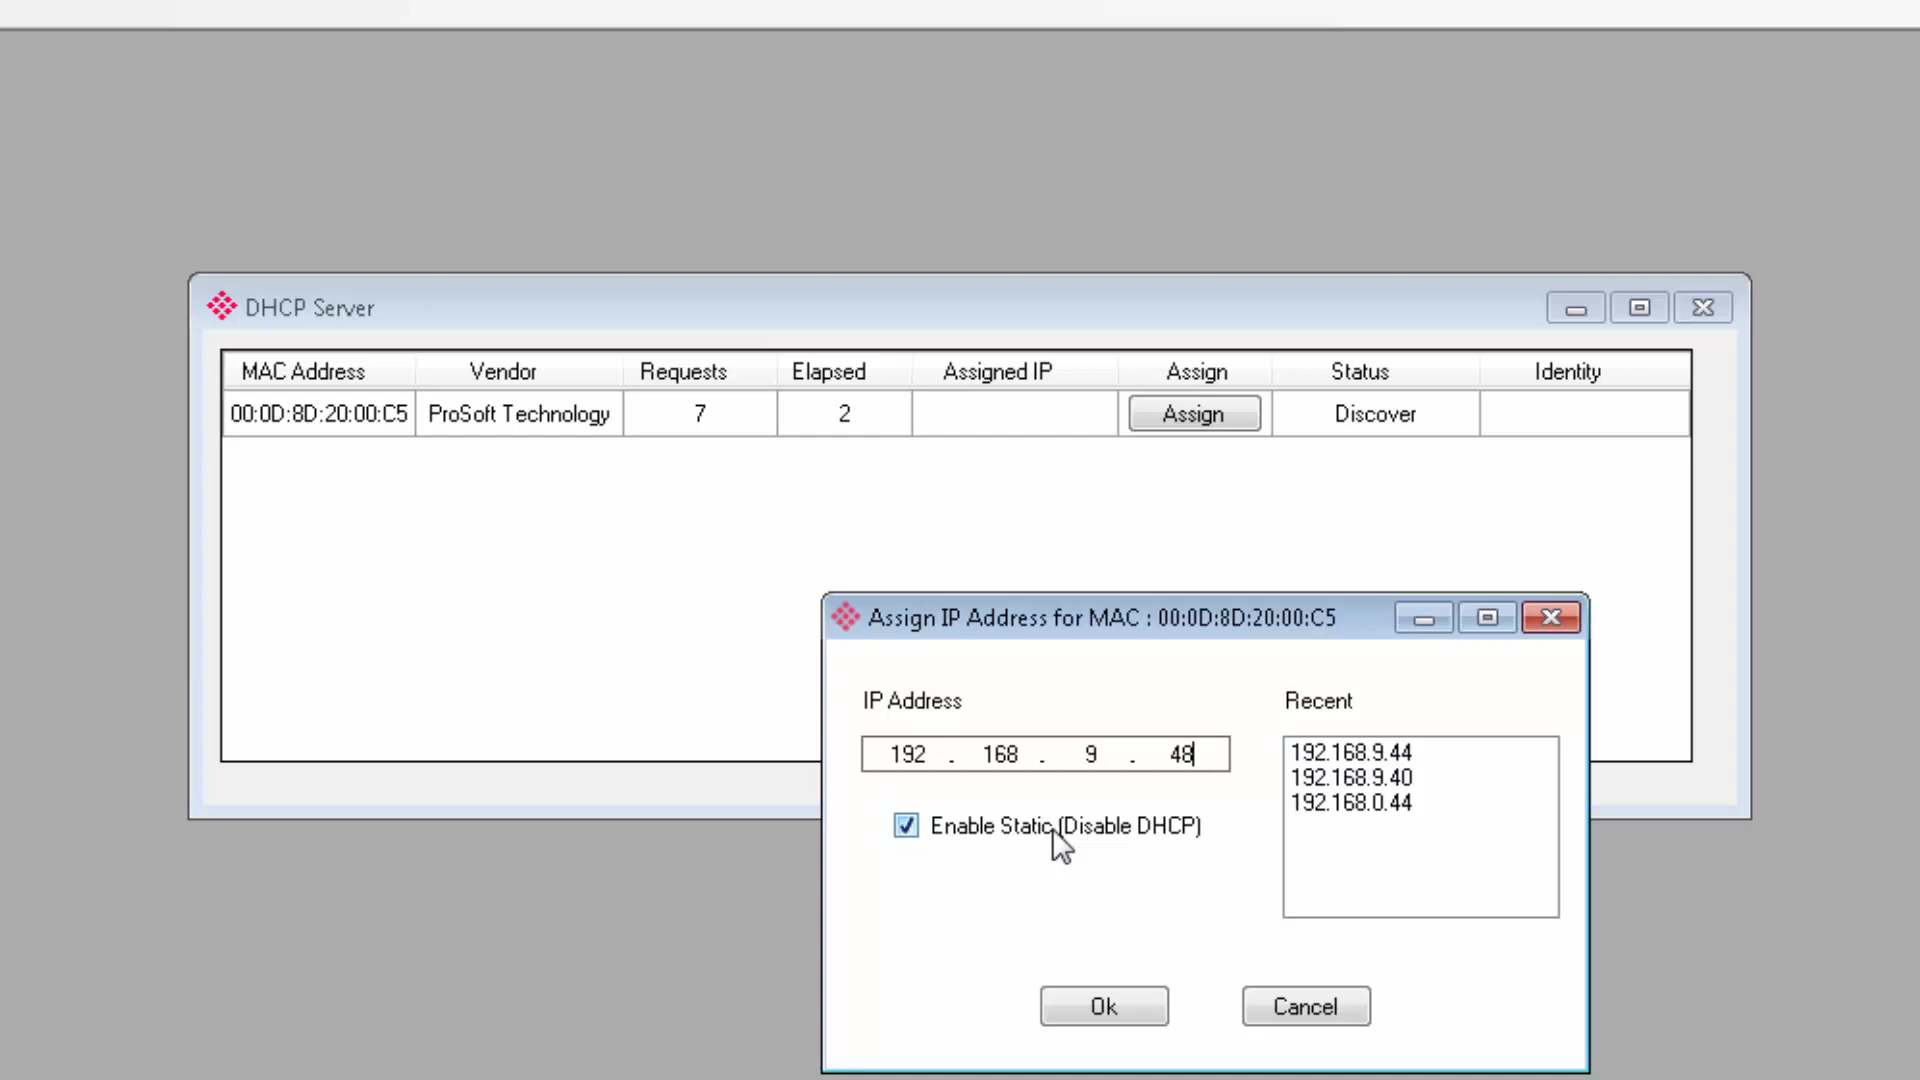 DHCP Server
MAC Address Vendor Requests Elapsed Assigned IP Assign Status Identity
00:0D:8D:20:00:C5 ProSoft Technology 7 2 Assign Discover
Assign IP Address for MAC : 00:0D:8D:20:00:C5
IP Address Recent
192 . 168 . 9 . 48 192.168.9.44
192.168.9.40
192.168.0.44
Enable Static (Disable DHCP)
Ok Cancel